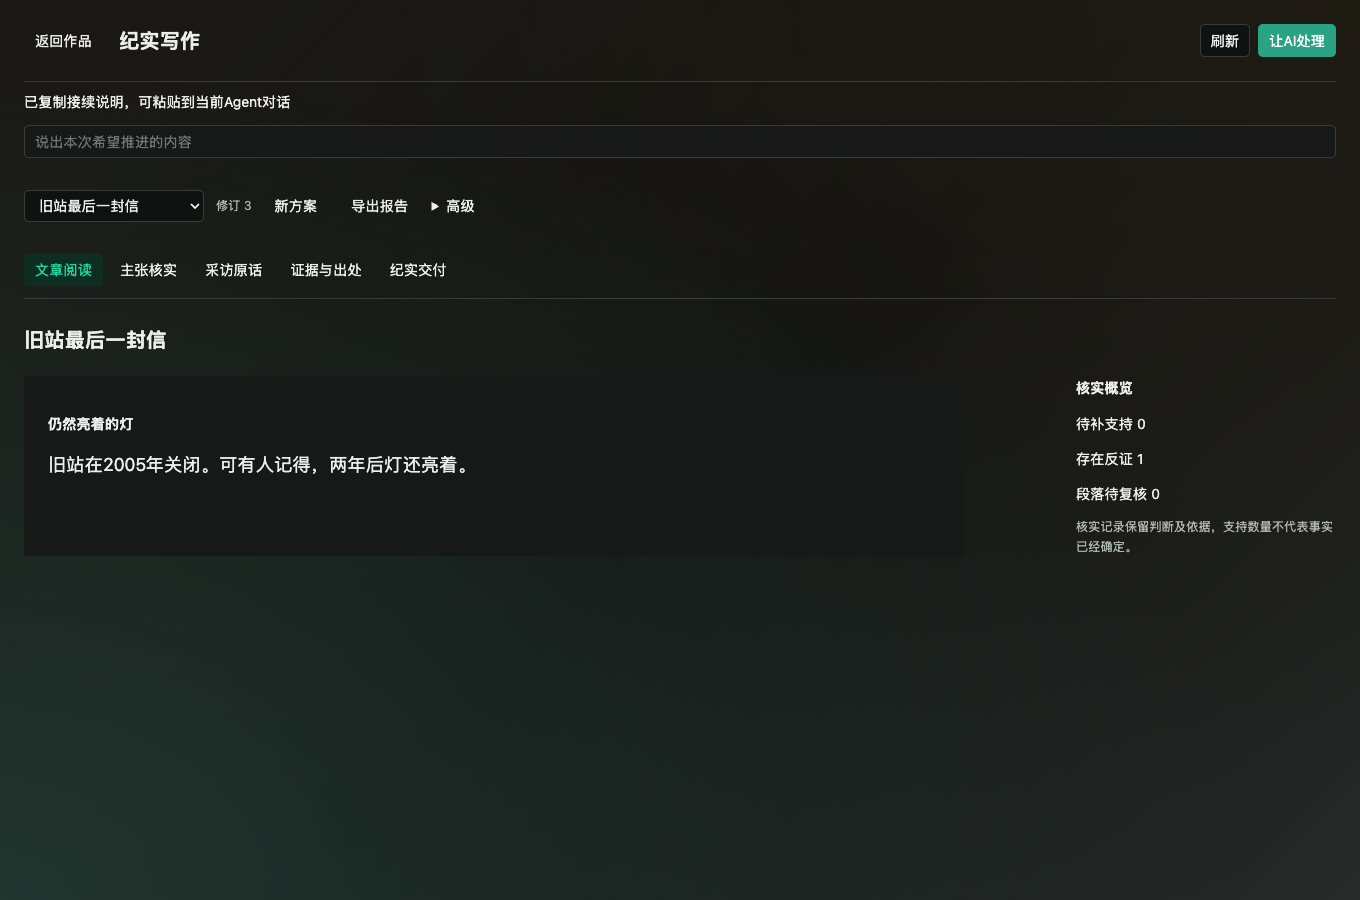 返回作品
纪实写作
刷新
让AI处理
已复制接续说明，可粘贴到当前Agent对话
说出本次希望推进的内容
旧站最后一封信
修订 3
新方案
导出报告
高级
文章阅读
主张核实
采访原话
证据与出处
纪实交付
旧站最后一封信
仍然亮着的灯
旧站在2005年关闭。可有人记得，两年后灯还亮着。
核实概览
待补支持 0
存在反证 1
段落待复核 0
核实记录保留判断及依据，支持数量不代表事实
已经确定。